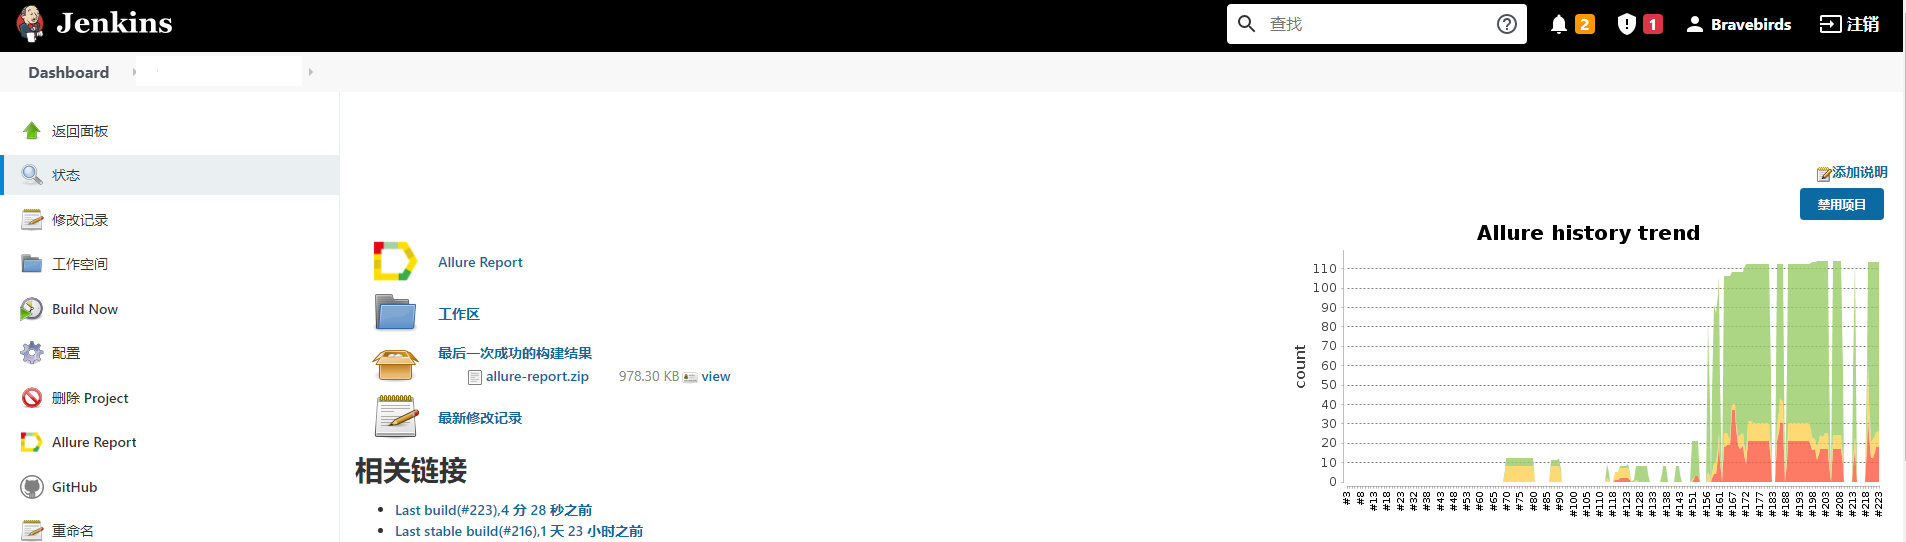 Jenkins
查找
2
1
Bravebirds
注销
Dashboard
返回面板
状态
修改记录
工作空间
Build Now
配置
删除 Project
Allure Report
GitHub
重命名
添加说明
禁用项目
Allure Report
工作区
最后一次成功的构建结果
allure-report.zip 978.30 KB view
最新修改记录
相关链接
Last build(#223),4 分 28 秒之前
Last stable build(#216),1 天 23 小时之前
Allure history trend
count
110
100
90
80
70
60
50
40
30
20
10
0
#3 #8 #13 #18 #223 #32 #38 #43 #48 #53 #60 #65 #70 #75 #80 #85 #90 #100 #105 #110 #118 #123 #128 #133 #138 #143 #151 #156 #161 #167 #172 #177 #183 #188 #193 #198 #203 #208 #213 #218 #223